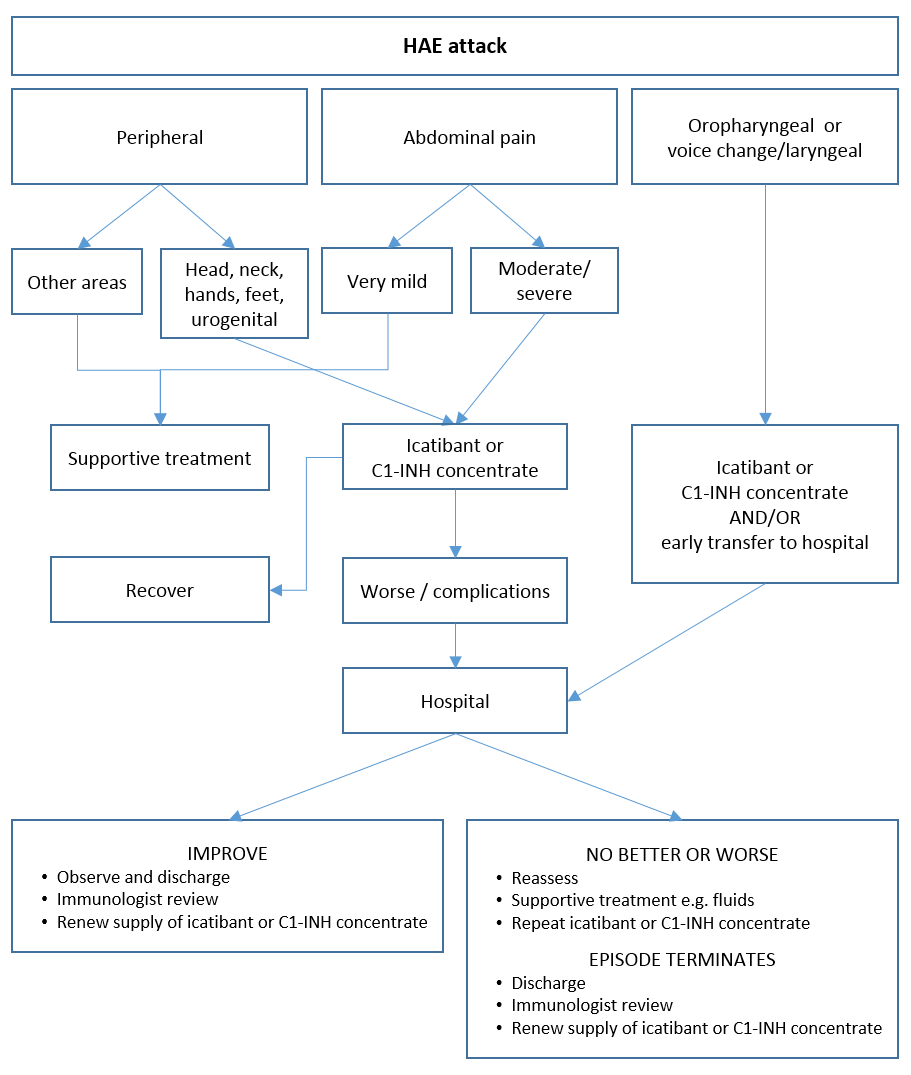 HAE attack
Peripheral
Abdominal pain
Oropharyngeal or
voice change/laryngeal
Other areas
Head, neck,
hands, feet,
urogenital
Very mild
Moderate/
severe
Supportive treatment
Icatibant or
C1-INH concentrate
Icatibant or
C1-INH concentrate
AND/OR
early transfer to hospital
Recover
Worse / complications
Hospital
IMPROVE
• Observe and discharge
• Immunologist review
• Renew supply of icatibant or C1-INH concentrate
NO BETTER OR WORSE
• Reassess
• Supportive treatment e.g. fluids
• Repeat icatibant or C1-INH concentrate
EPISODE TERMINATES
• Discharge
• Immunologist review
• Renew supply of icatibant or C1-INH concentrate